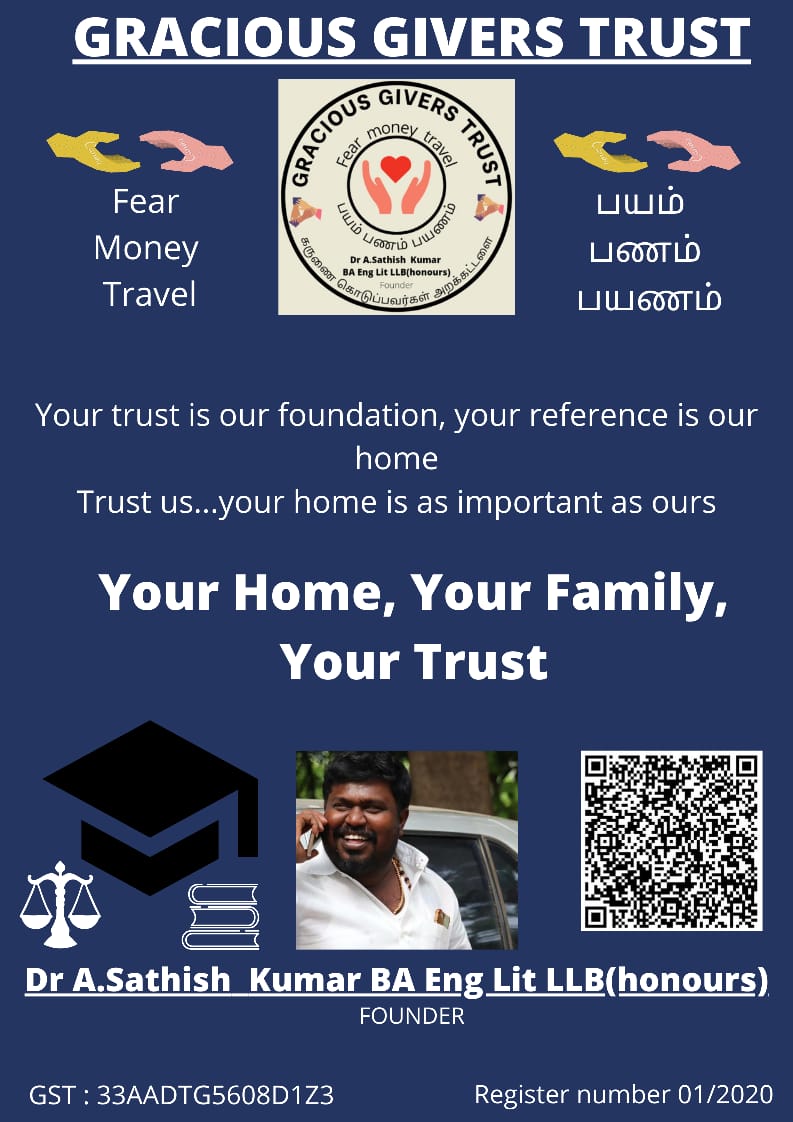 GRACIOUS GIVERS TRUST
GRACIOUS GIVERS TRUST
Fear money travel
பயம் பணம் பயணம்
Dr A.Sathish Kumar
BA Eng Lit LLB(honours)
Founder
கருணை கொடுப்பவர்கள் அறக்கட்டளை
Fear
Money
Travel
பயம்
பணம்
பயணம்
Your trust is our foundation, your reference is our
home
Trust us...your home is as important as ours
Your Home, Your Family,
Your Trust
Dr A.Sathish Kumar BA Eng Lit LLB(honours)
FOUNDER
GST : 33AADTG5608D1Z3
Register number 01/2020